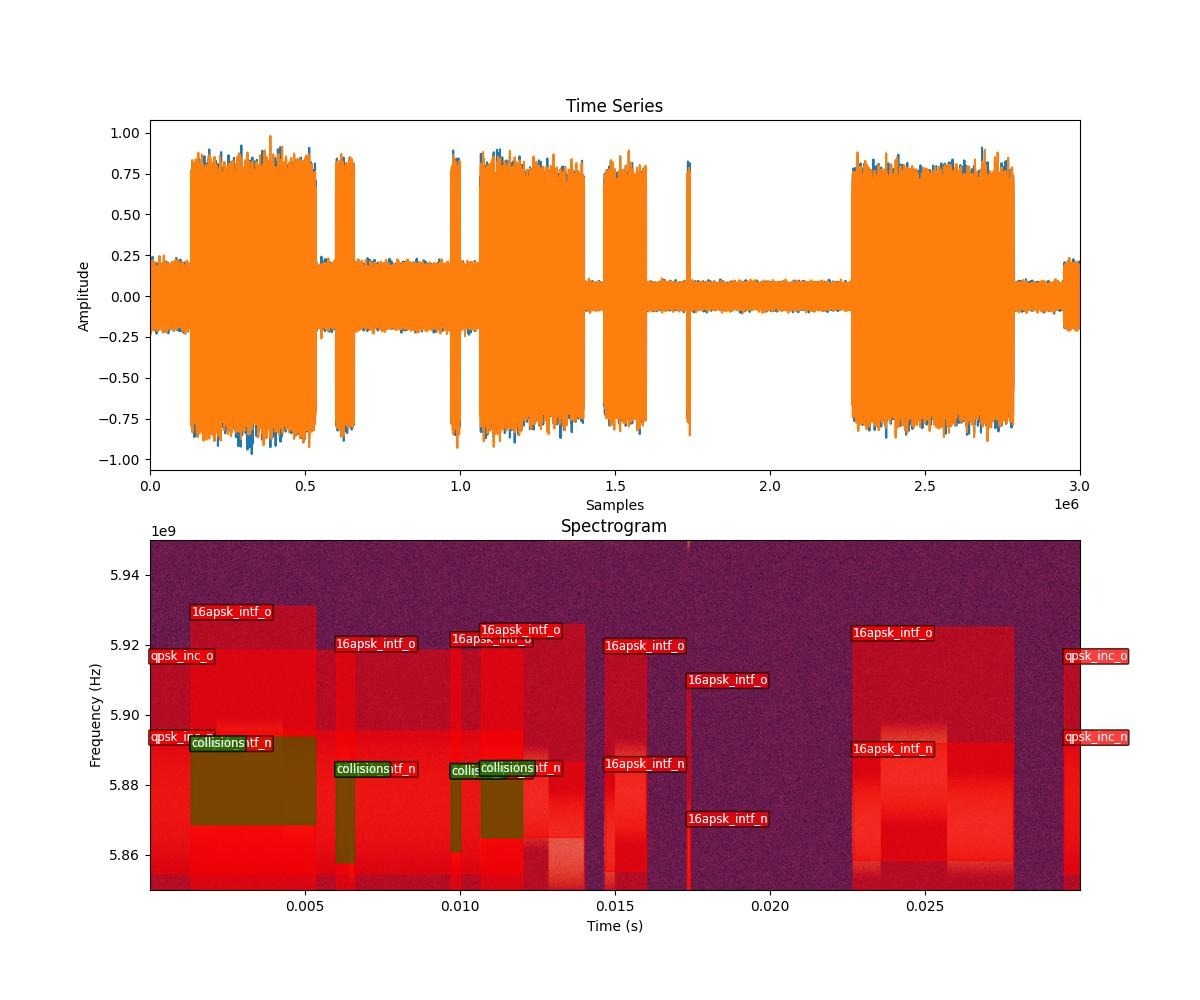 Time Series
1.00
0.75
0.50
0.25
0.00
−0.25
−0.50
−0.75
−1.00
Amplitude
0.0 0.5 1.0 1.5 2.0 2.5 3.0
Samples
1e6
Spectrogram
1e9
5.94
5.92
5.90
5.88
5.86
Frequency (Hz)
16apsk_intf_o
16apsk_intf_o
16apsk_intf_o
16apsk_intf_o
16apsk_intf_o
16apsk_intf_o
qpsk_inc_o
qpsk_inc_o
16apsk_intf_o
qpsk_inc_n
collisions
ntf_n
16apsk_intf_n
collisions
ntf_n
collisions
ntf_n
16apsk_intf_n
16apsk_intf_n
0.005 0.010 0.015 0.020 0.025
Time (s)